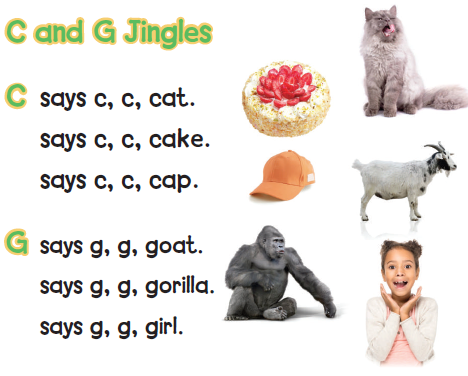 C and G Jingles
C says c, c, cat.
says c, c, cake.
says c, c, cap.
G says g, g, goat.
says g, g, gorilla.
says g, g, girl.